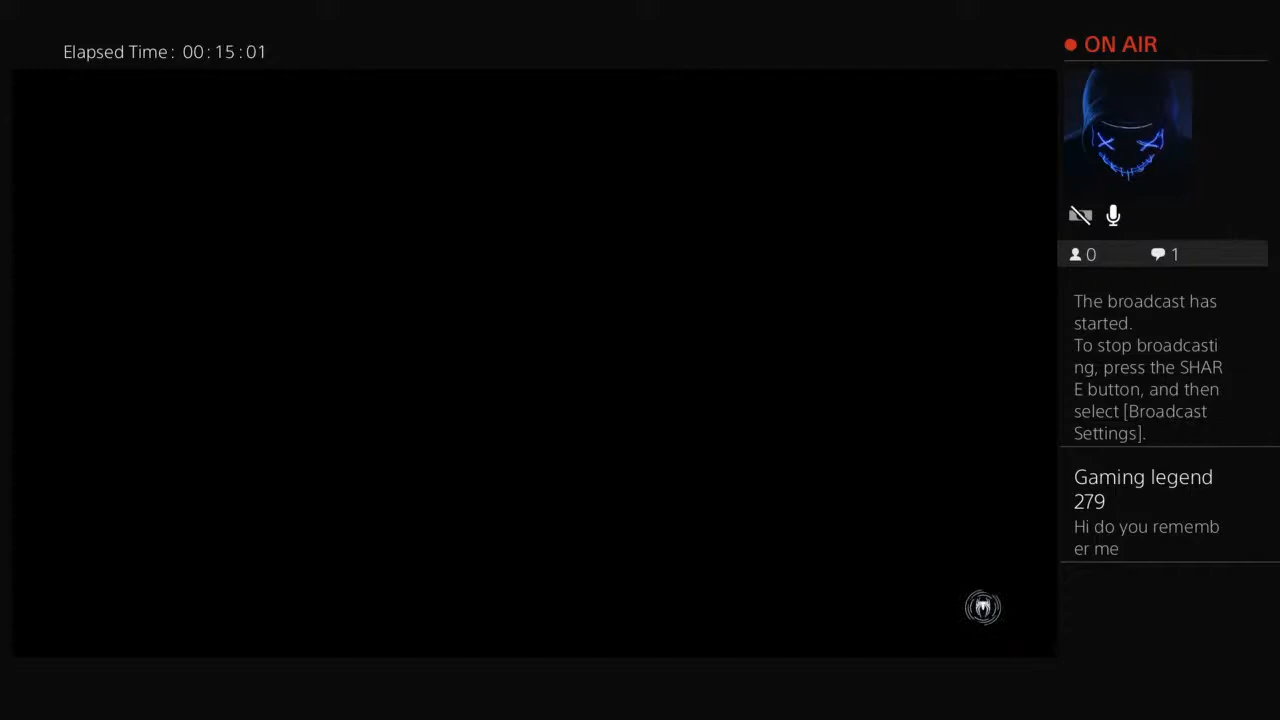 Elapsed Time: 00:15:01
ON AIR
0
1
The broadcast has
started.
To stop broadcasti
ng, press the SHAR
E button, and then
select [Broadcast
Settings].
Gaming legend
279
Hi do you rememb
er me